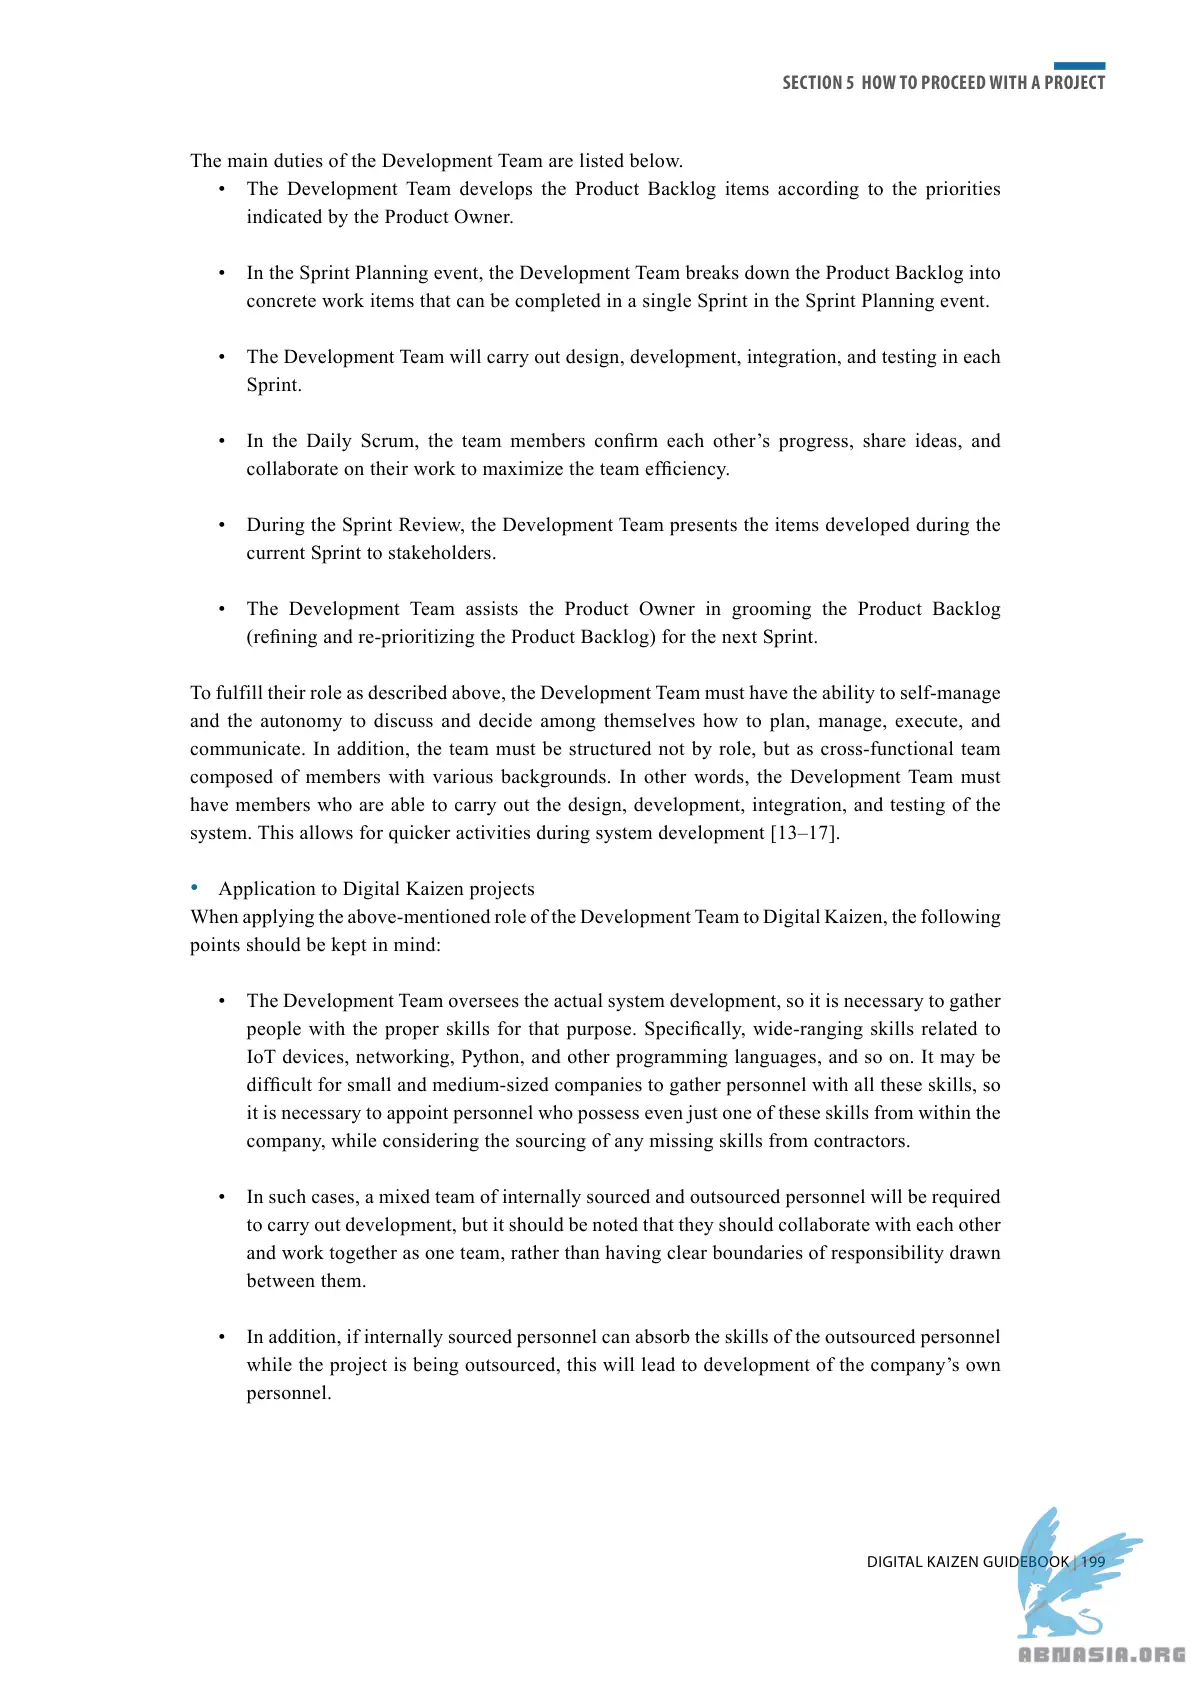 SECTION 5 HOW TO PROCEED WITH A PROJECT
The main duties of the Development Team are listed below.
• The Development Team develops the Product Backlog items according to the priorities
indicated by the Product Owner.
• In the Sprint Planning event, the Development Team breaks down the Product Backlog into
concrete work items that can be completed in a single Sprint in the Sprint Planning event.
• The Development Team will carry out design, development, integration, and testing in each
Sprint.
• In the Daily Scrum, the team members confirm each other’s progress, share ideas, and
collaborate on their work to maximize the team efficiency.
• During the Sprint Review, the Development Team presents the items developed during the
current Sprint to stakeholders.
• The Development Team assists the Product Owner in grooming the Product Backlog
(refining and re-prioritizing the Product Backlog) for the next Sprint.
To fulfill their role as described above, the Development Team must have the ability to self-manage
and the autonomy to discuss and decide among themselves how to plan, manage, execute, and
communicate. In addition, the team must be structured not by role, but as cross-functional team
composed of members with various backgrounds. In other words, the Development Team must
have members who are able to carry out the design, development, integration, and testing of the
system. This allows for quicker activities during system development [13–17].
• Application to Digital Kaizen projects
When applying the above-mentioned role of the Development Team to Digital Kaizen, the following
points should be kept in mind:
• The Development Team oversees the actual system development, so it is necessary to gather
people with the proper skills for that purpose. Specifically, wide-ranging skills related to
IoT devices, networking, Python, and other programming languages, and so on. It may be
difficult for small and medium-sized companies to gather personnel with all these skills, so
it is necessary to appoint personnel who possess even just one of these skills from within the
company, while considering the sourcing of any missing skills from contractors.
• In such cases, a mixed team of internally sourced and outsourced personnel will be required
to carry out development, but it should be noted that they should collaborate with each other
and work together as one team, rather than having clear boundaries of responsibility drawn
between them.
• In addition, if internally sourced personnel can absorb the skills of the outsourced personnel
while the project is being outsourced, this will lead to development of the company’s own
personnel.
DIGITAL KAIZEN GUIDEBOOK | 199
ABNASIA.ORG